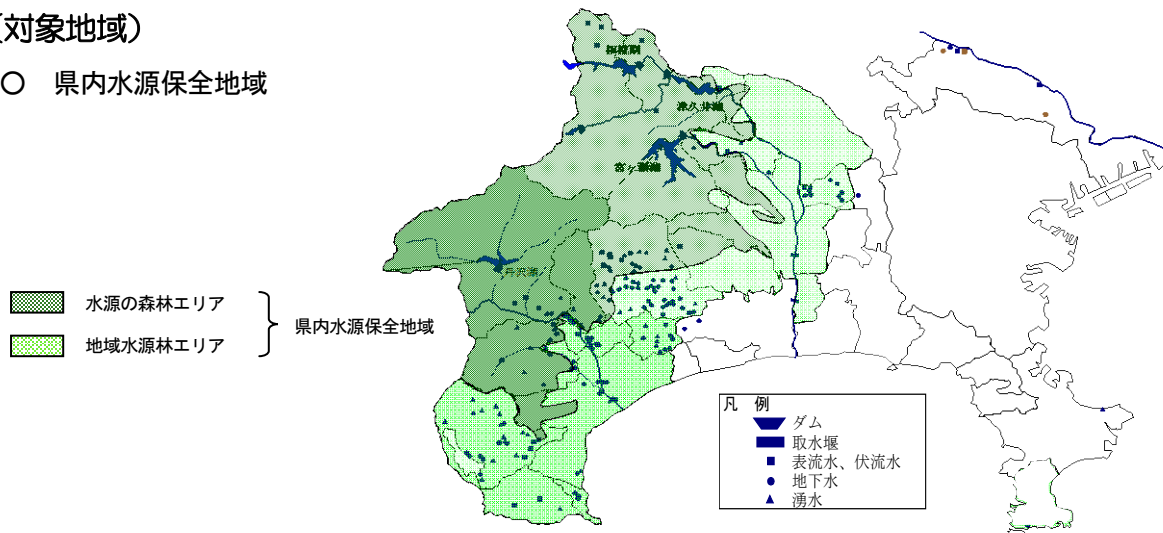 （対象地域）
○ 県内水源保全地域
相模湖
津久井湖
宮ヶ瀬湖
丹沢湖
水源の森林エリア
地域水源林エリア
県内水源保全地域
凡 例
ダム
取水堰
表流水、伏流水
地下水
湧水